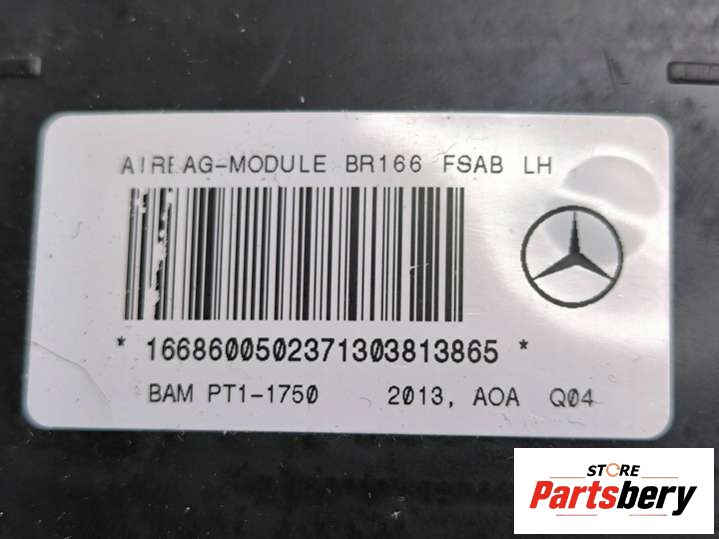 AIRBAG-MODULE BR166 FSAB LH
* 1668600502371303813865 *
BAM PT1-1750 2013, AOA Q04
STORE
Partsbery